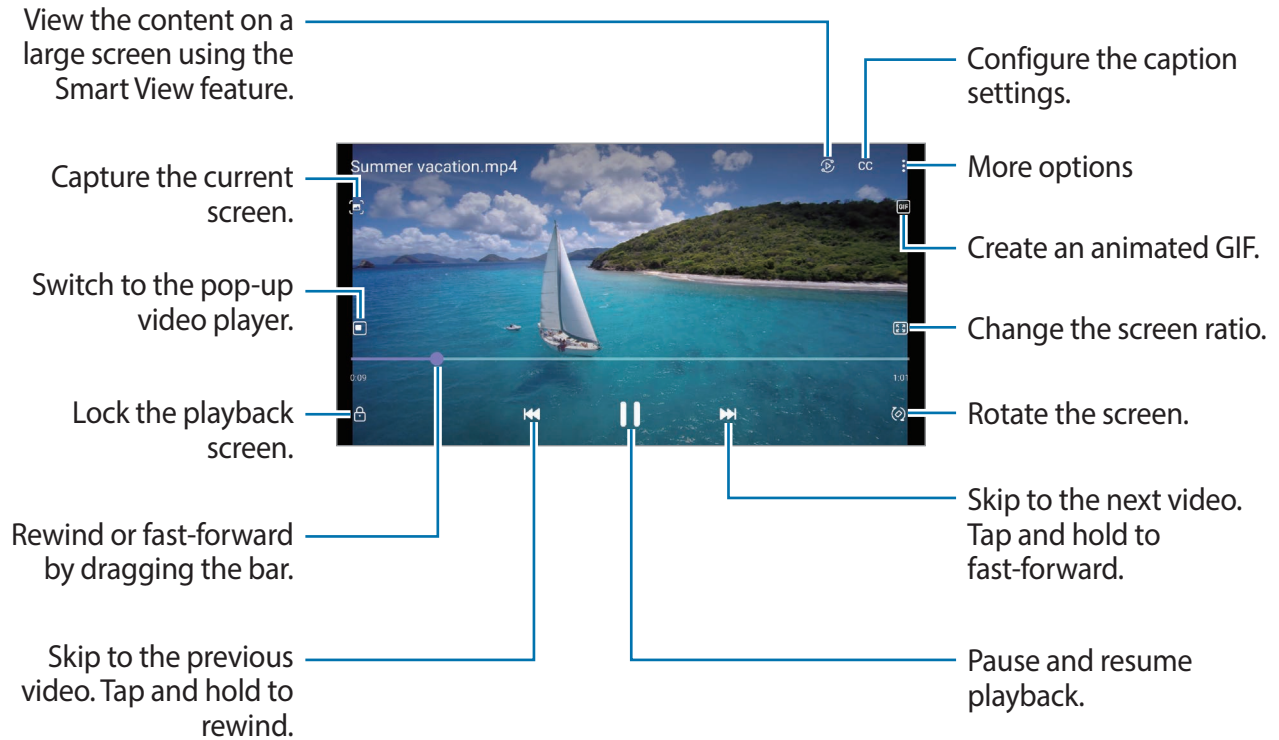 View the content on a
large screen using the
Smart View feature.
Configure the caption
settings.
Summer vacation.mp4
CC
More options
Capture the current
screen.
GIF
Create an animated GIF.
Switch to the pop-up
video player.
Change the screen ratio.
0:09
1:01
Lock the playback
screen.
Rotate the screen.
Rewind or fast-forward
by dragging the bar.
Skip to the next video.
Tap and hold to
fast-forward.
Skip to the previous
video. Tap and hold to
rewind.
Pause and resume
playback.